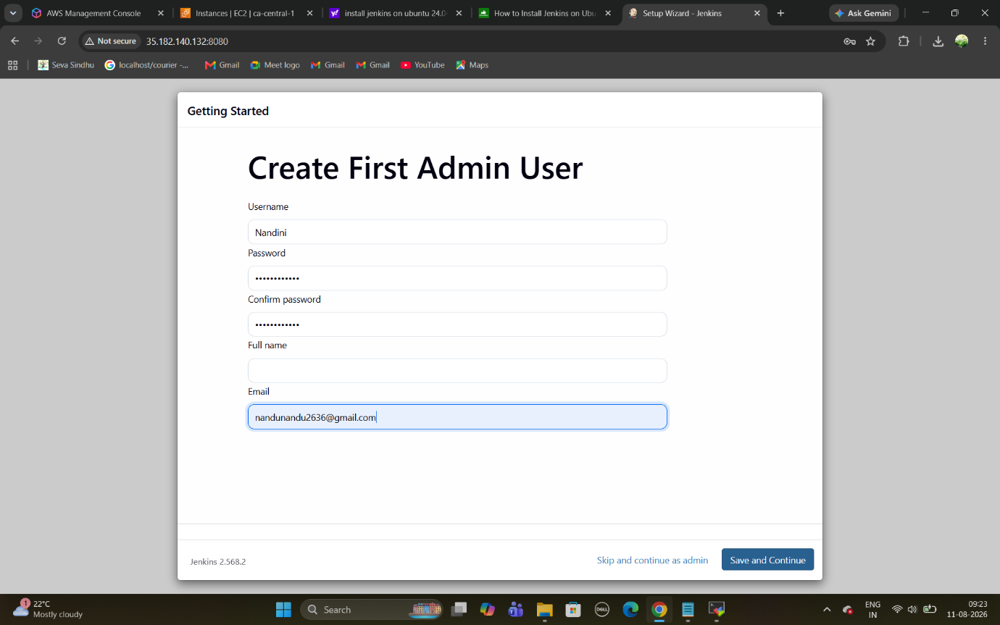 AWS Management Console
Instances | EC2 | ca-central-1
install jenkins on ubuntu 24.0
How to Install Jenkins on Ubu
Setup Wizard - Jenkins
Ask Gemini
Not secure
35.182.140.132:8080
Seva Sindhu
localhost/courier -...
Gmail
Meet logo
Gmail
Gmail
YouTube
Maps
Getting Started
Create First Admin User
Username
Nandini
Password
••••••••••••
Confirm password
••••••••••••
Full name
Email
nandunandu2636@gmail.com
Jenkins 2.568.2
Skip and continue as admin
Save and Continue
1
22°C
Mostly cloudy
Search
DELL
ENG
IN
09:23
11-08-2026